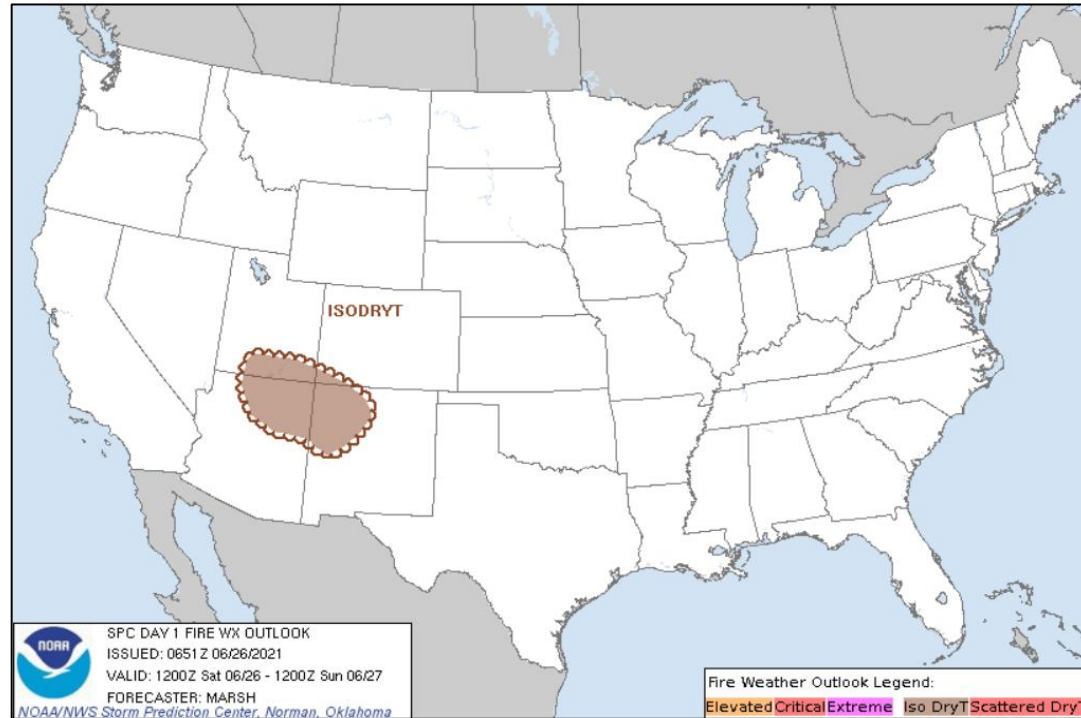 ISODRYT
NOAA
SPC DAY 1 FIRE WX OUTLOOK
ISSUED: 0651Z 06/26/2021
VALID: 1200Z Sat 06/26 - 1200Z Sun 06/27
FORECASTER: MARSH
NOAA/NWS Storm Prediction Center, Norman, Oklahoma
Fire Weather Outlook Legend:
Elevated Critical Extreme Iso DryT Scattered DryT